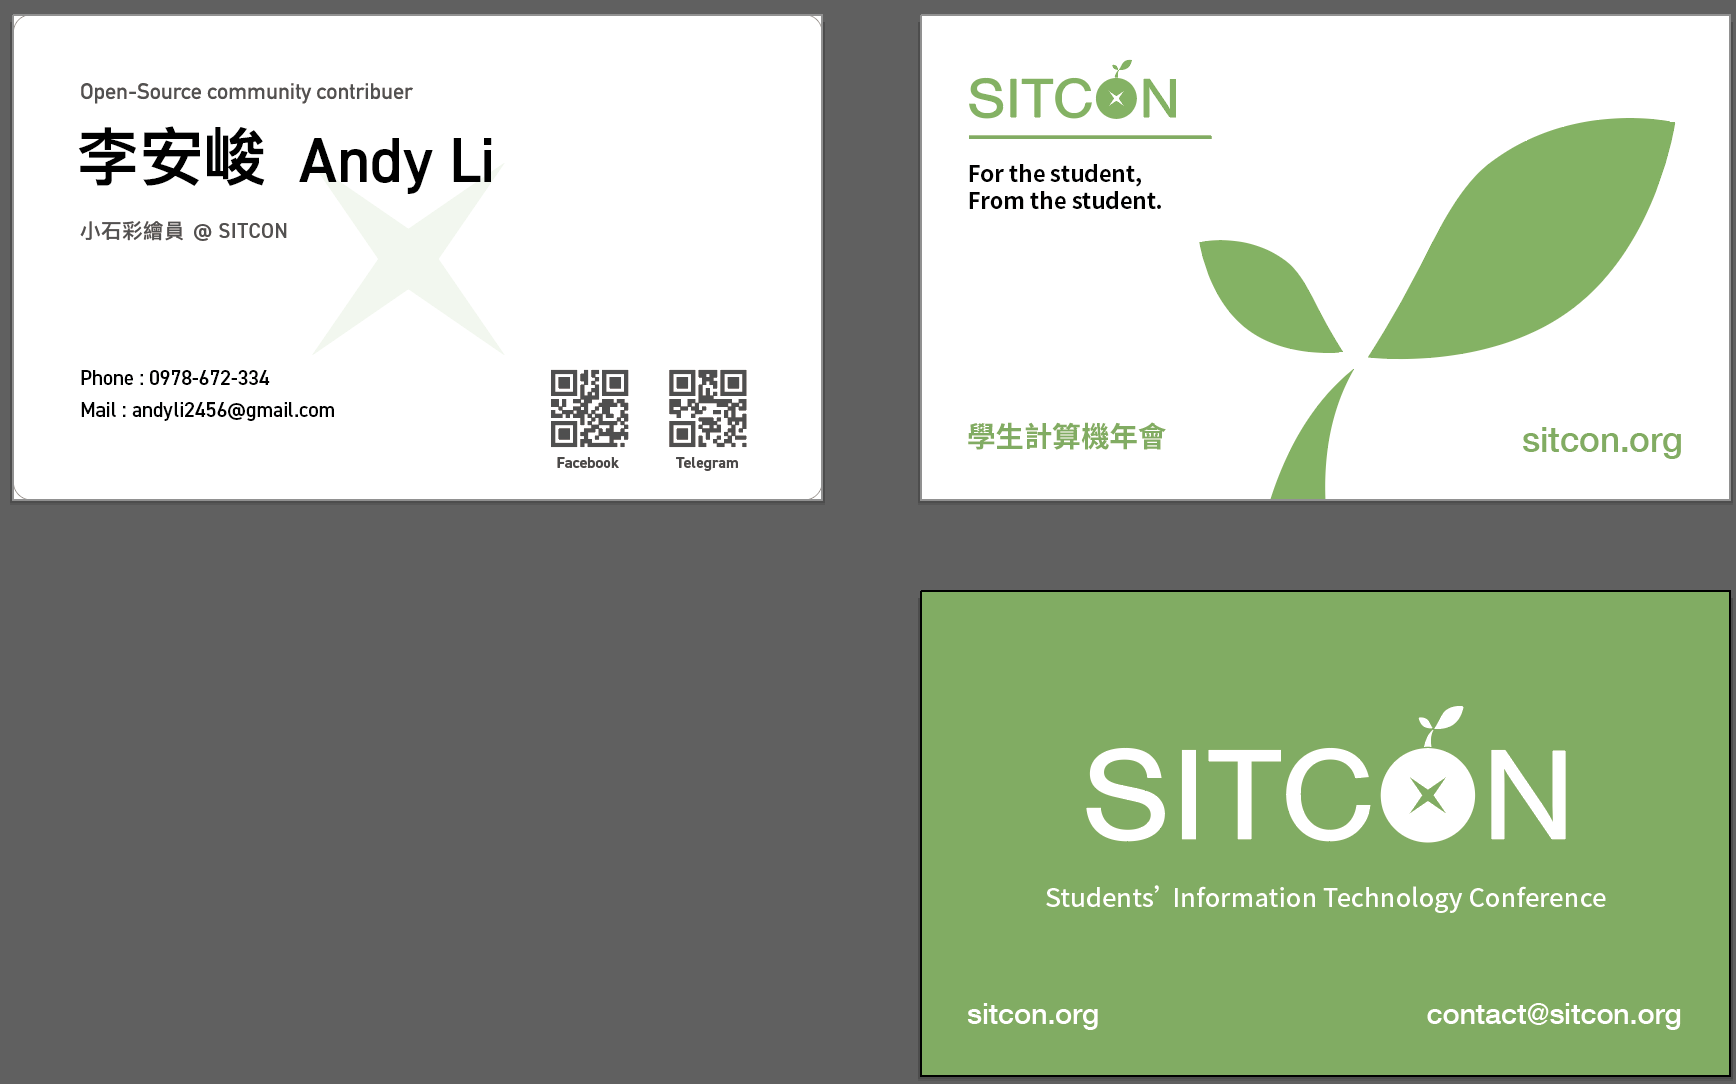 Open-Source community contribuer
李安峻 Andy Li
小石彩繪員 @ SITCON
Phone : 0978-672-334
Mail : andyli2456@gmail.com
Facebook
Telegram
SITCON
For the student,
From the student.
學生計算機年會
sitcon.org
SITCON
Students’ Information Technology Conference
sitcon.org
contact@sitcon.org